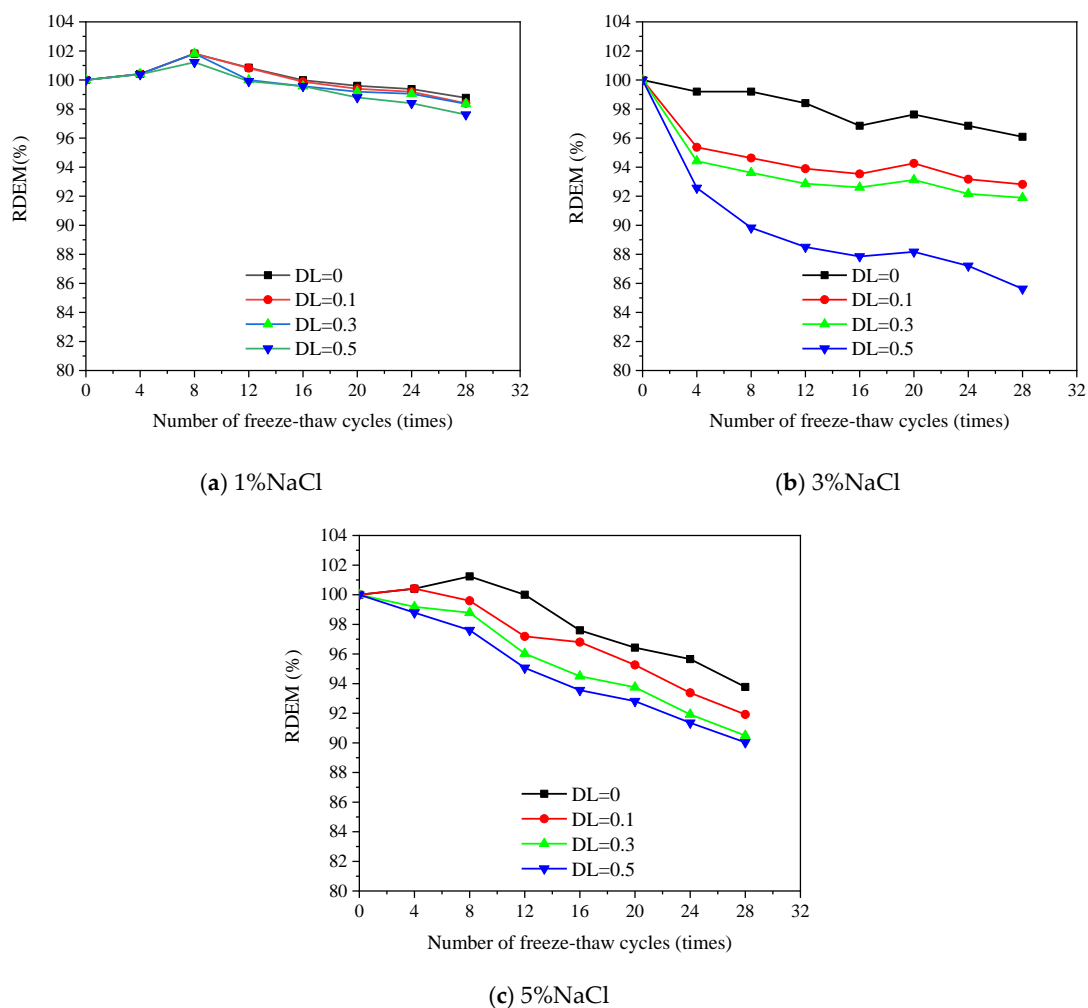 104
102
100
98
96
94
92
90
88
86
84
82
80
RDEM(%)
DL=0
DL=0.1
DL=0.3
DL=0.5
0 4 8 12 16 20 24 28 32
Number of freeze-thaw cycles (times)
(a) 1%NaCl
104
102
100
98
96
94
92
90
88
86
84
82
80
RDEM (%)
DL=0
DL=0.1
DL=0.3
DL=0.5
0 4 8 12 16 20 24 28 32
Number of freeze-thaw cycles (times)
(b) 3%NaCl
104
102
100
98
96
94
92
90
88
86
84
82
80
RDEM (%)
DL=0
DL=0.1
DL=0.3
DL=0.5
0 4 8 12 16 20 24 28 32
Number of freeze-thaw cycles (times)
(c) 5%NaCl